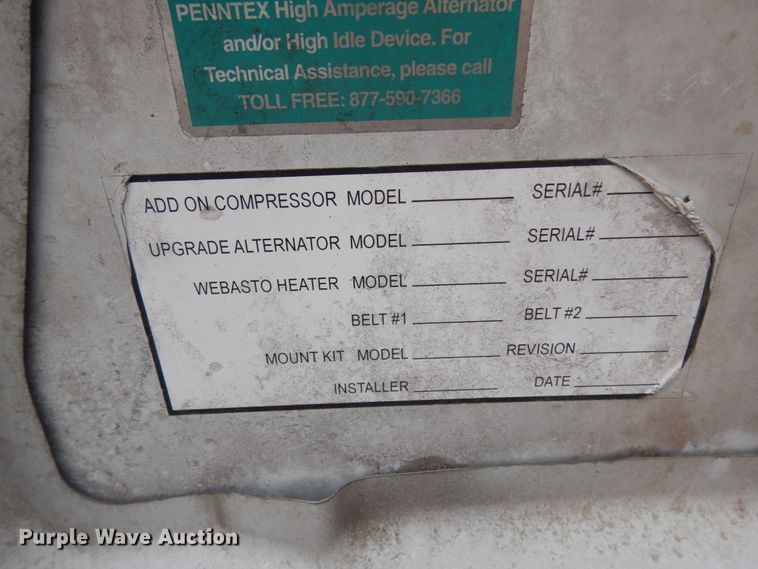 PENNTEX High Amperage Alternator
and/or High Idle Device. For
Technical Assistance, please call
TOLL FREE: 877-590-7366
ADD ON COMPRESSOR MODEL SERIAL#
UPGRADE ALTERNATOR MODEL SERIAL#
WEBASTO HEATER MODEL SERIAL#
BELT #1 BELT #2
MOUNT KIT MODEL REVISION
INSTALLER DATE
Purple Wave Auction